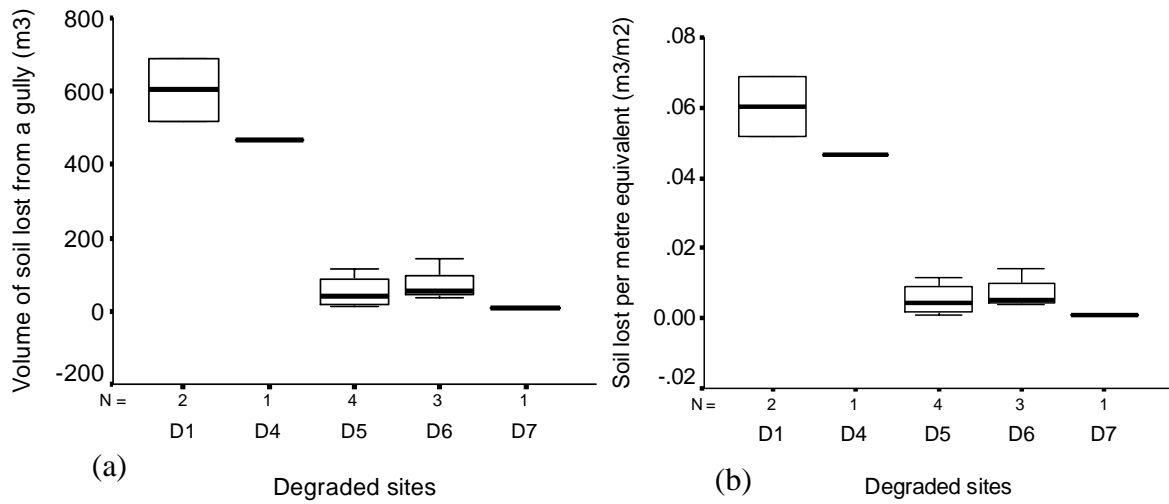 Volume of soil lost from a gully (m3)
800
600
400
200
0
-200
N =
2
1
4
3
1
D1
D4
D5
D6
D7
(a)
Degraded sites
Soil lost per metre equivalent (m3/m2)
.08
.06
.04
.02
0.00
-.02
N =
2
1
4
3
1
D1
D4
D5
D6
D7
(b)
Degraded sites